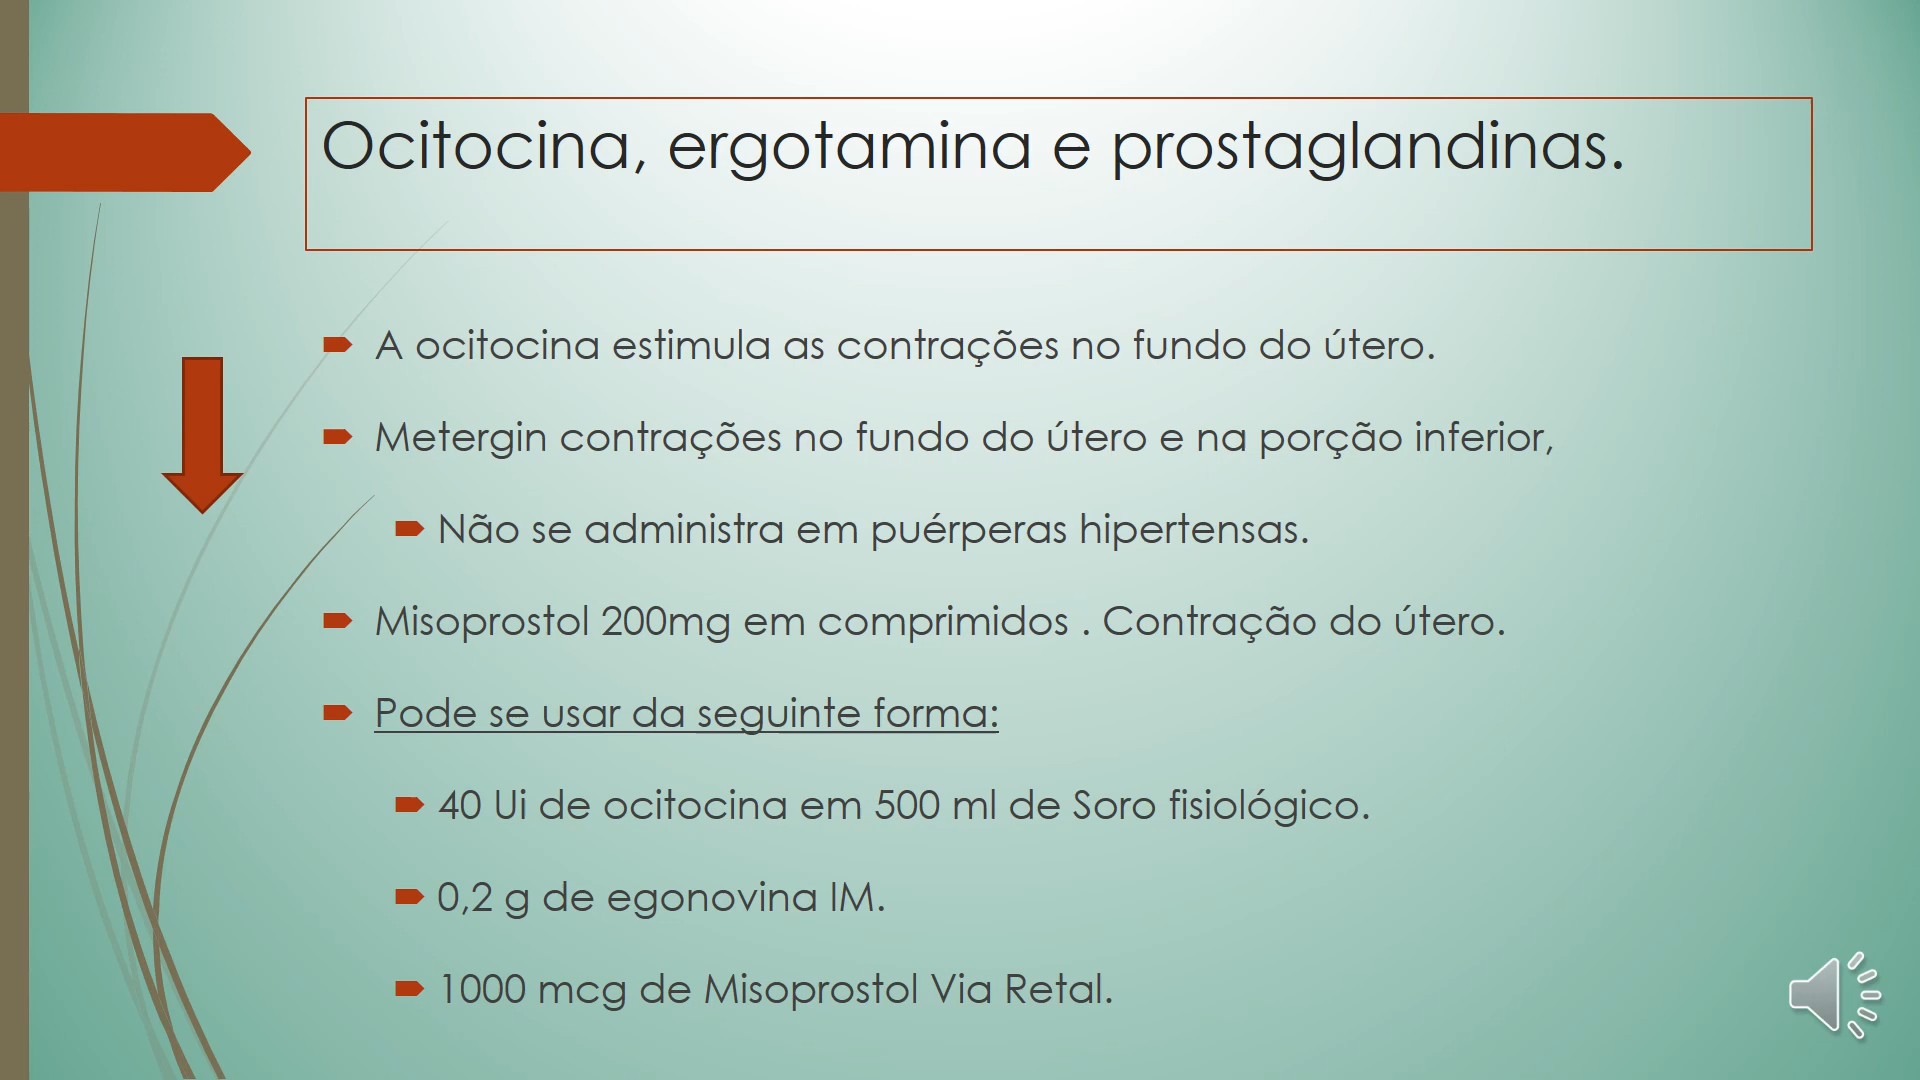 Ocitocina, ergotamina e prostaglandinas.
A ocitocina estimula as contrações no fundo do útero.
Metergin contrações no fundo do útero e na porção inferior,
Não se administra em puérperas hipertensas.
Misoprostol 200mg em comprimidos . Contração do útero.
Pode se usar da seguinte forma:
40 Ui de ocitocina em 500 ml de Soro fisiológico.
0,2 g de egonovina IM.
1000 mcg de Misoprostol Via Retal.